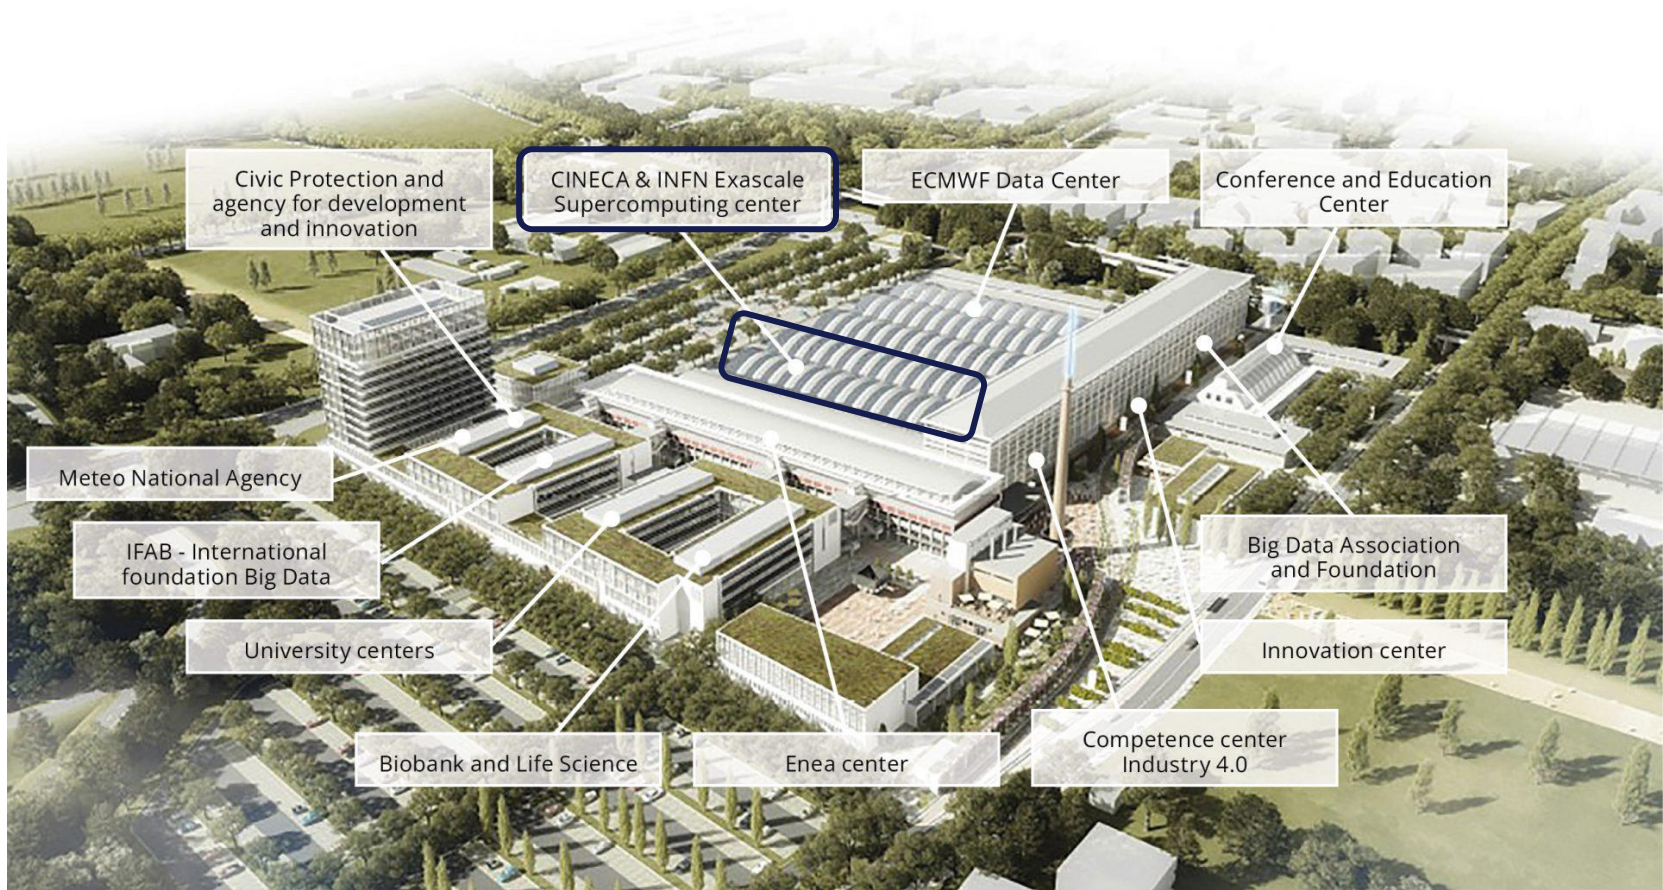 Civic Protection and
agency for development
and innovation
CINECA & INFN Exascale
Supercomputing center
ECMWF Data Center
Conference and Education
Center
Meteo National Agency
IFAB - International
foundation Big Data
University centers
Biobank and Life Science
Enea center
Competence center
Industry 4.0
Big Data Association
and Foundation
Innovation center